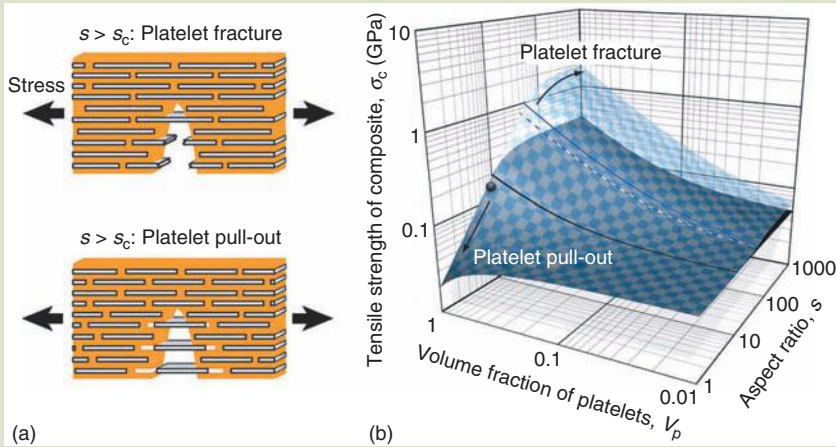 s > sc: Platelet fracture
Stress
s > sc: Platelet pull-out
(a)
10
1
0.1
Tensile strength of composite, σc (GPa)
Platelet fracture
Platelet pull-out
1
0.1
0.01
Volume fraction of platelets, Vp
1
10
100
1000
Aspect ratio, s
(b)